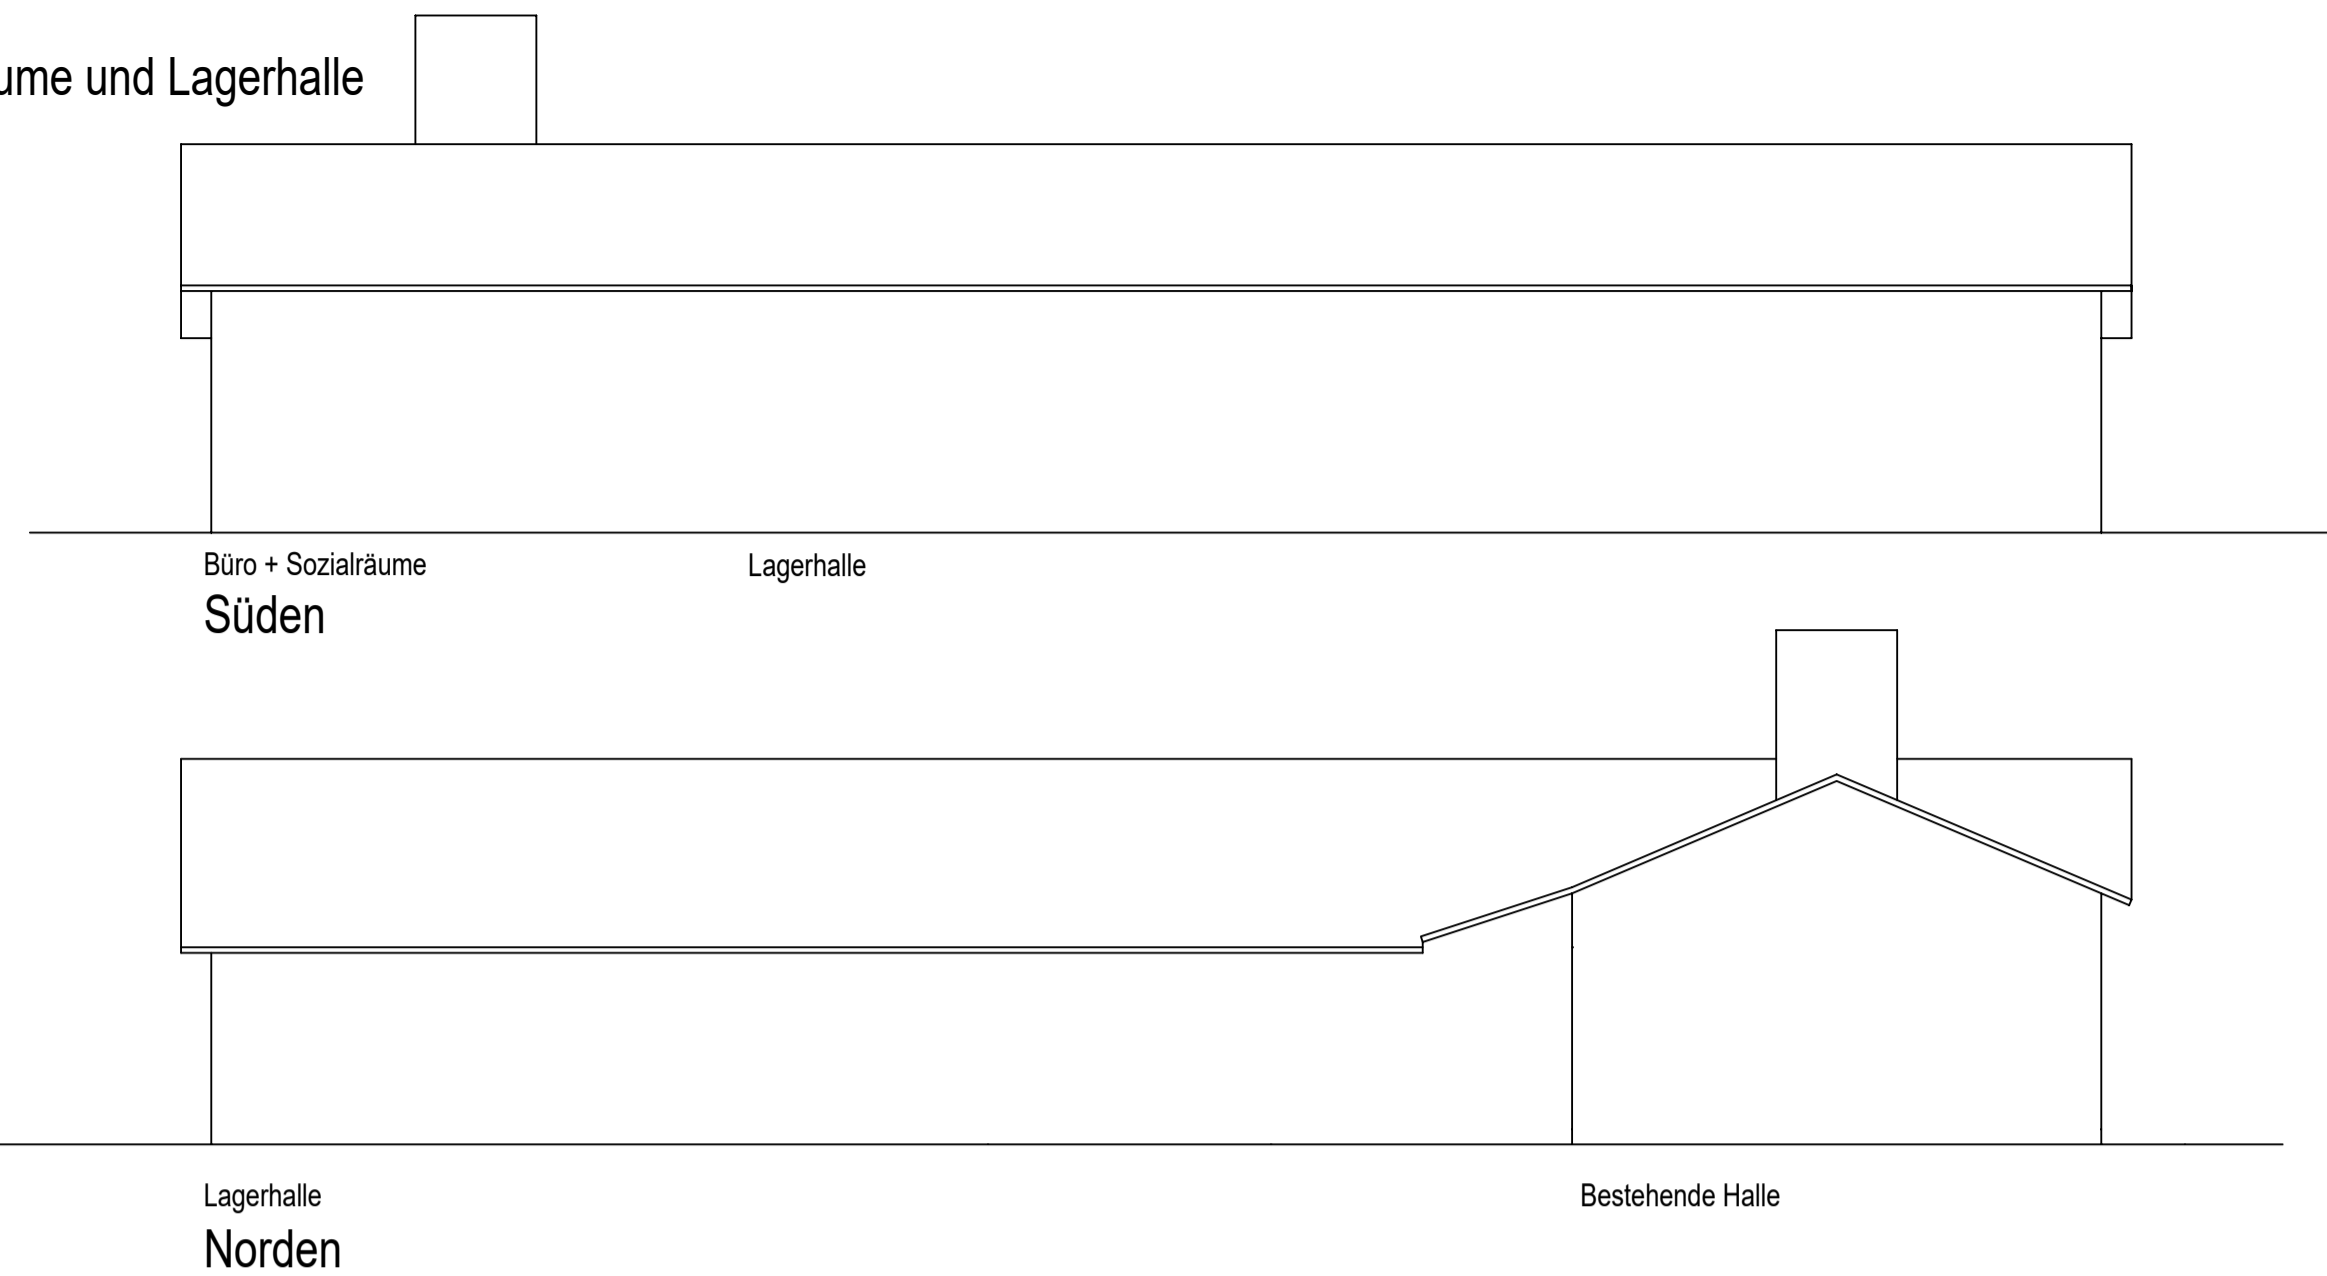 ume und Lagerhalle
Büro + Sozialräume
Lagerhalle
Süden
Lagerhalle
Bestehende Halle
Norden